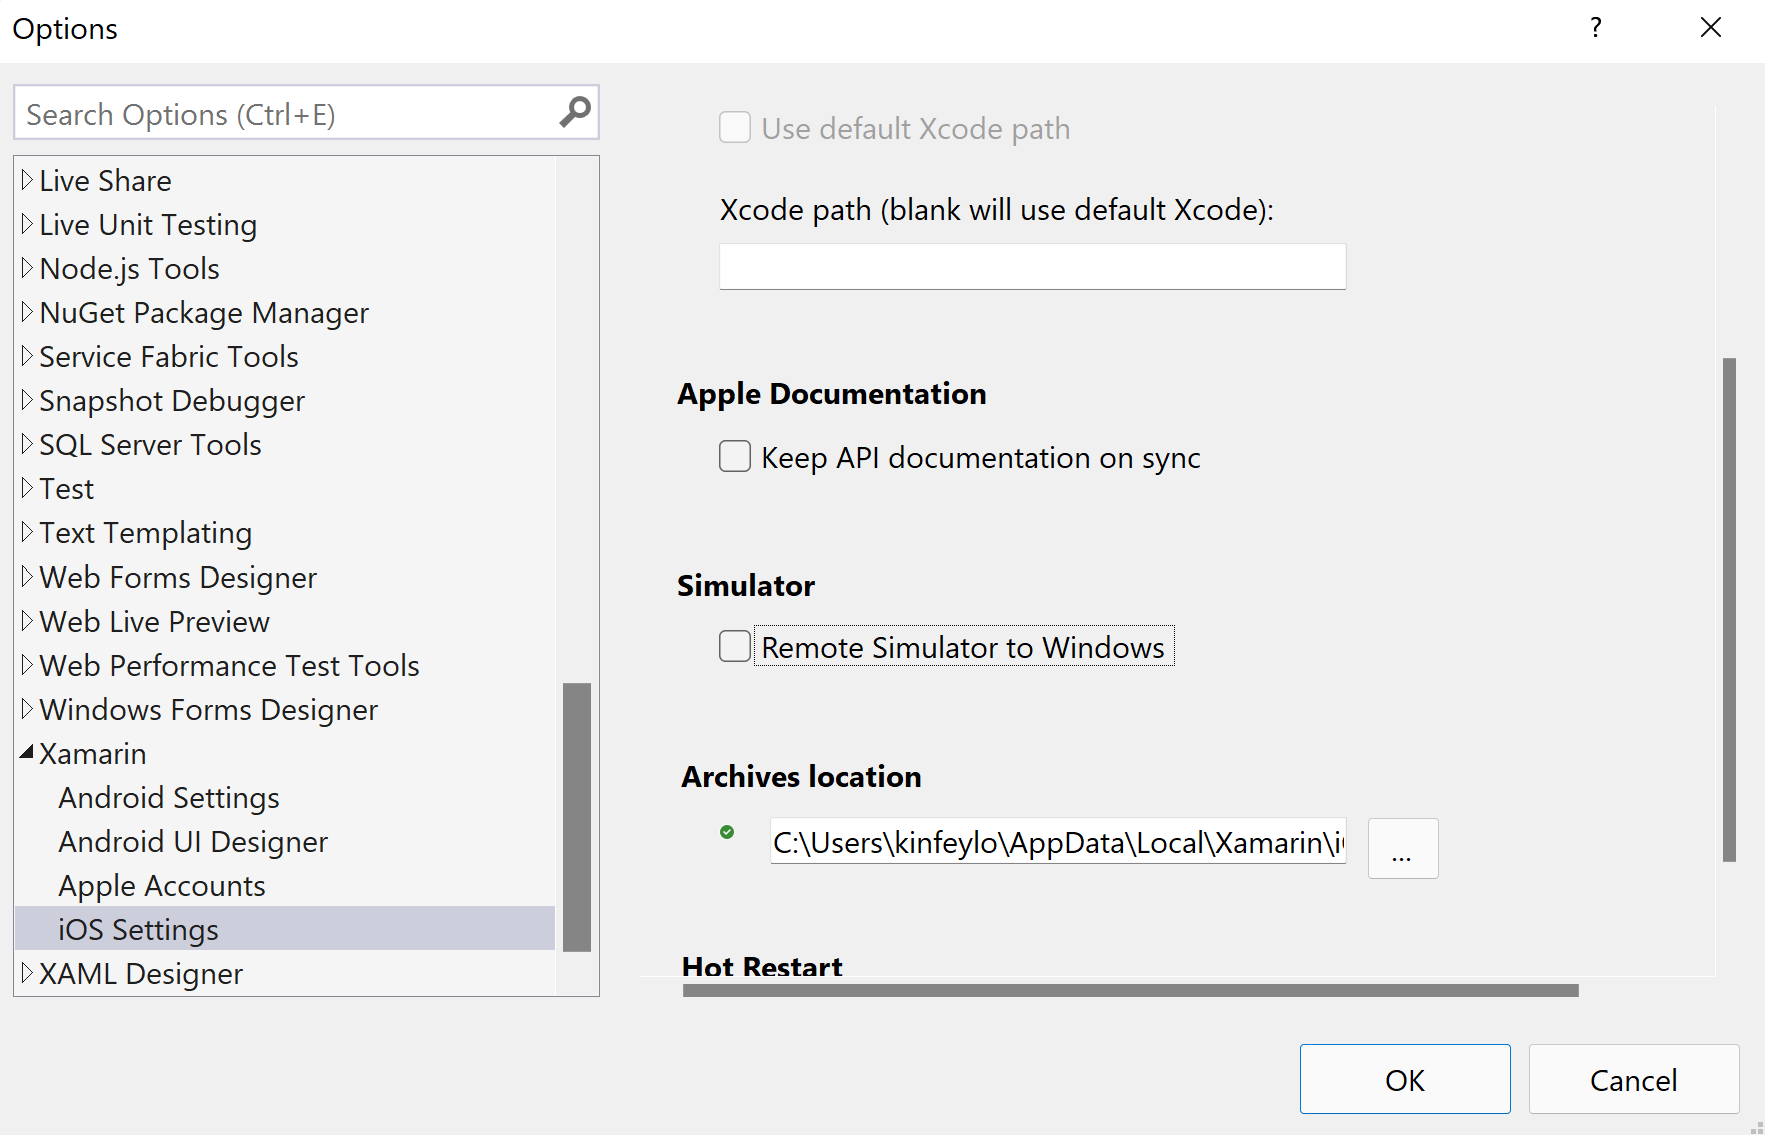 Options
?
Search Options (Ctrl+E)
Live Share
Live Unit Testing
Node.js Tools
NuGet Package Manager
Service Fabric Tools
Snapshot Debugger
SQL Server Tools
Test
Text Templating
Web Forms Designer
Web Live Preview
Web Performance Test Tools
Windows Forms Designer
Xamarin
Android Settings
Android UI Designer
Apple Accounts
iOS Settings
XAML Designer
Use default Xcode path
Xcode path (blank will use default Xcode):
Apple Documentation
Keep API documentation on sync
Simulator
Remote Simulator to Windows
Archives location
C:\Users\kinfeylo\AppData\Local\Xamarin\i
...
Hot Restart
OK
Cancel